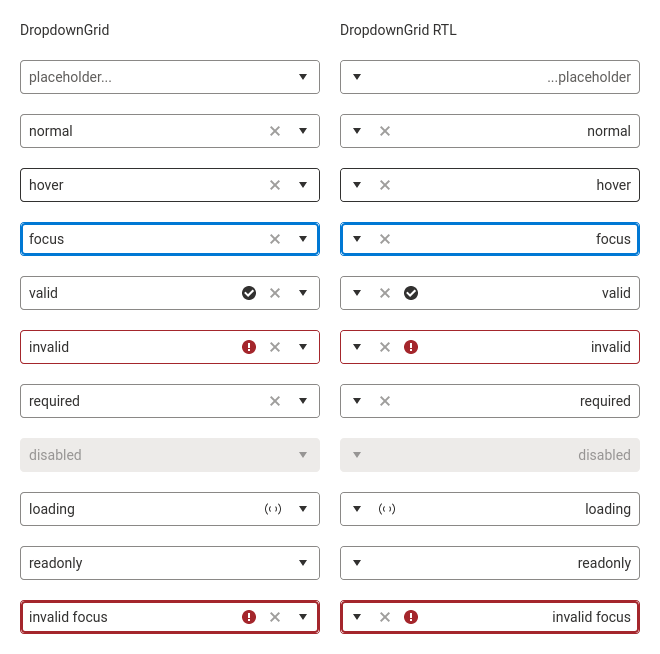 DropdownGrid
placeholder...
normal
hover
focus
valid
invalid
required
disabled
loading
readonly
invalid focus
DropdownGrid RTL
...placeholder
normal
hover
focus
valid
invalid
required
disabled
loading
readonly
invalid focus